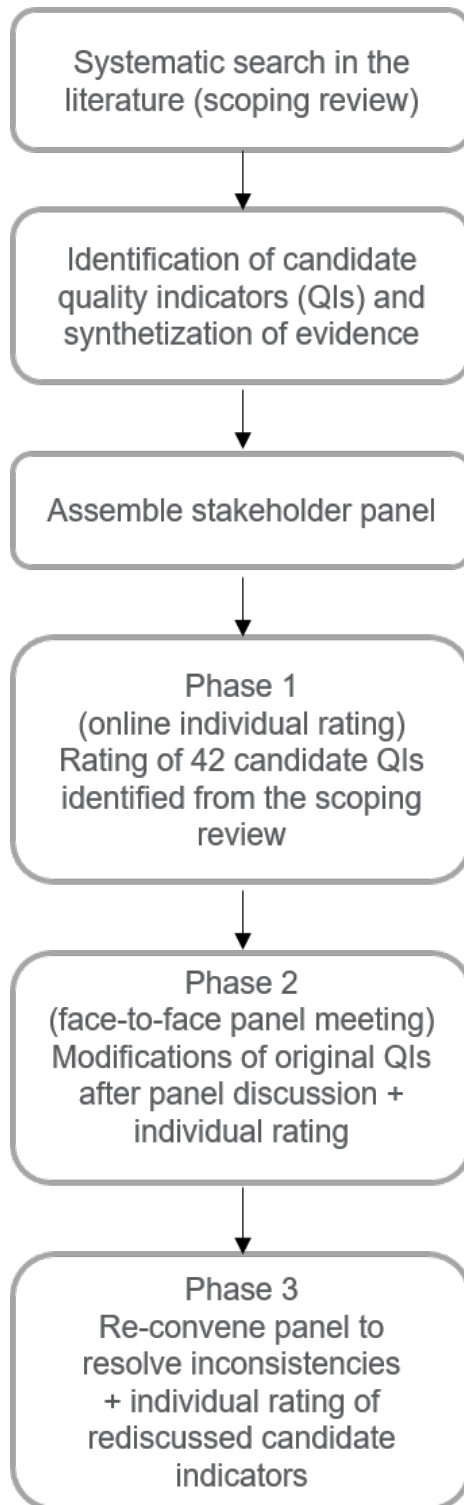 Systematic search in the
literature (scoping review)
Identification of candidate
quality indicators (QIs) and
synthetization of evidence
Assemble stakeholder panel
Phase 1
(online individual rating)
Rating of 42 candidate QIs
identified from the scoping
review
Phase 2
(face-to-face panel meeting)
Modifications of original QIs
after panel discussion +
individual rating
Phase 3
Re-convene panel to
resolve inconsistencies
+ individual rating of
rediscussed candidate
indicators